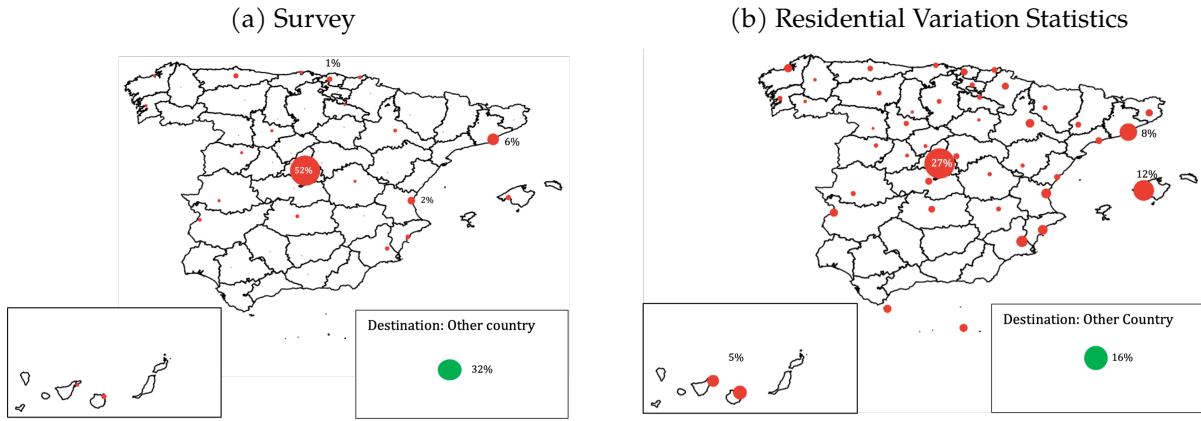 (a) Survey
1%
6%
52%
2%
Destination: Other country
32%
(b) Residential Variation Statistics
8%
27%
12%
5%
Destination: Other Country
16%